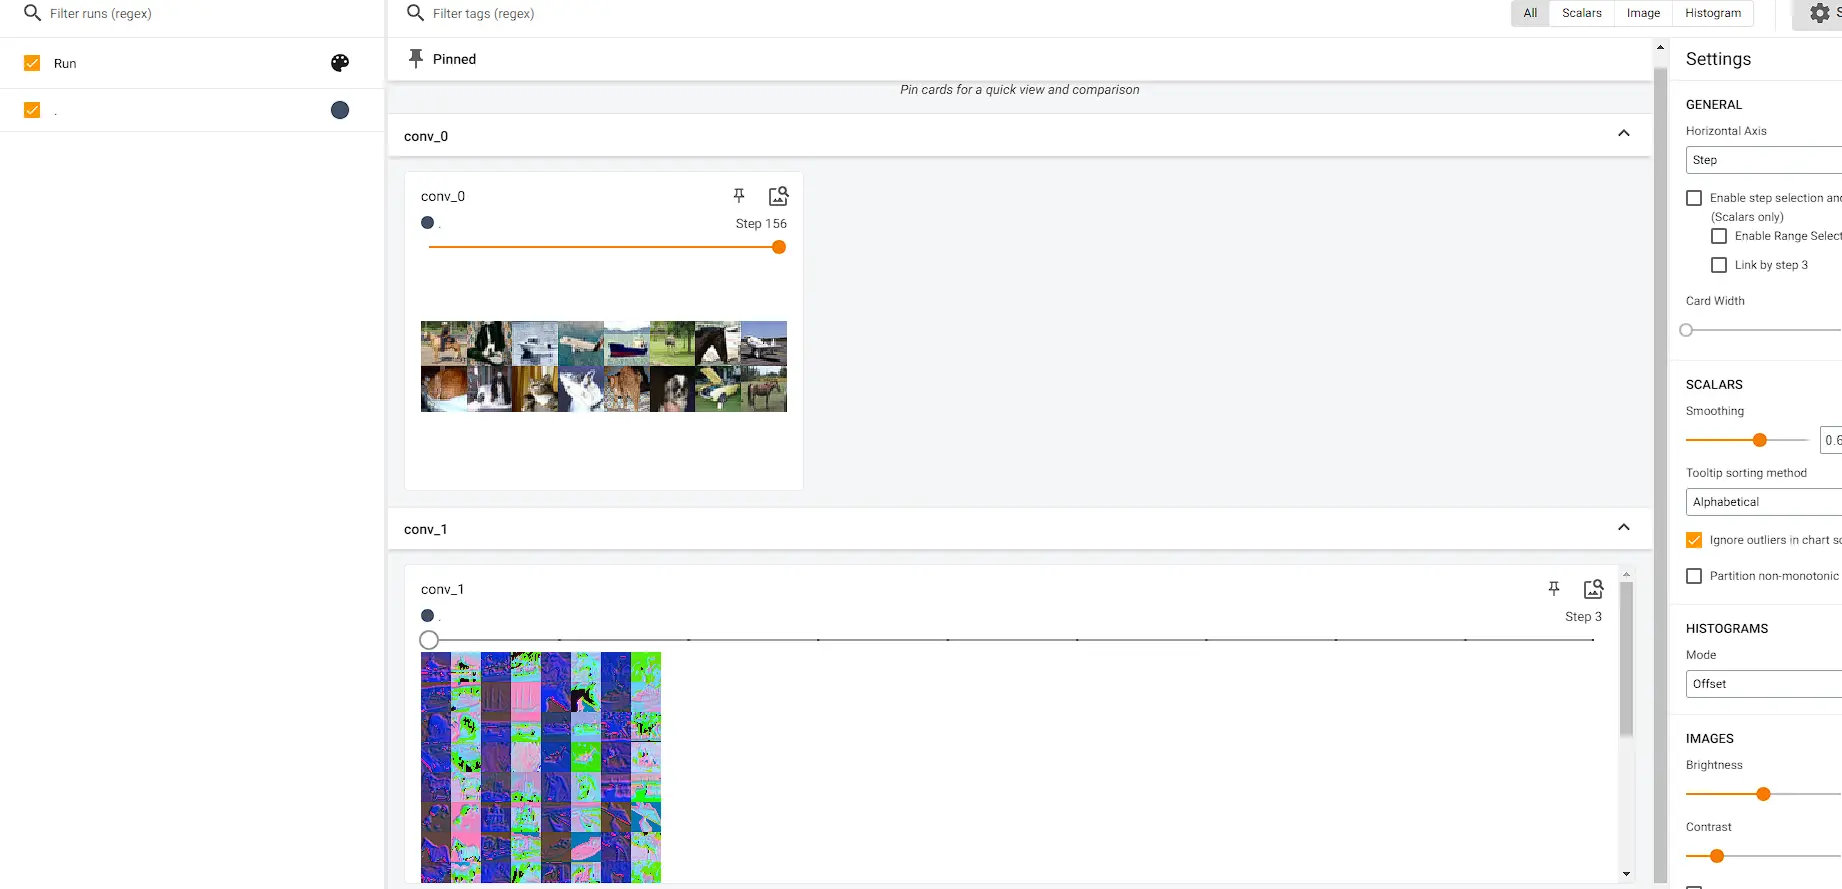 Filter runs (regex)
Filter tags (regex)
All
Scalars
Image
Histogram
Run
.
Pinned
Pin cards for a quick view and comparison
conv_0
conv_0
.
Step 156
conv_1
conv_1
.
Step 3
Settings
GENERAL
Horizontal Axis
Step
Enable step selection and
(Scalars only)
Enable Range Select
Link by step 3
Card Width
SCALARS
Smoothing
0.6
Tooltip sorting method
Alphabetical
Ignore outliers in chart sc
Partition non-monotonic
HISTOGRAMS
Mode
Offset
IMAGES
Brightness
Contrast